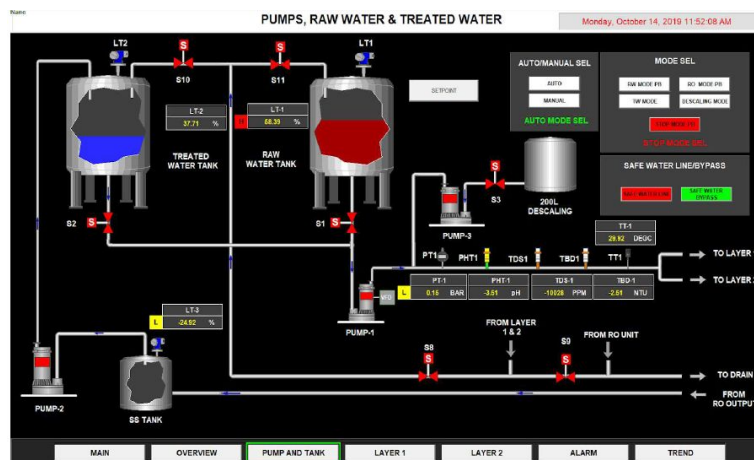 Name
PUMPS, RAW WATER & TREATED WATER
Monday, October 14, 2019 11:52:08 AM
LT2
S
S10
S
S11
LT1
LT-2
37.71 %
H
LT-1
58.39 %
TREATED
WATER TANK
RAW
WATER TANK
SETPOINT
AUTO/MANUAL SEL
AUTO
MANUAL
AUTO MODE SEL
MODE SEL
RW MODE PB
RO MODE PB
TW MODE
DESCALING MODE
STOP MODE PB
STOP MODE SEL
SAFE WATER LINE/BYPASS
SAFE WATER LINE
SAFE WATER
BYPASS
S2
S
S1
S
S
S3
200L
DESCALING
PUMP-3
TT-1
29.92 DEGC
PT1
PHT1
TDS1
TBD1
TT1
TO LAYER 1
TO LAYER 2
L
PT-1
0.15 BAR
PHT-1
-3.51 pH
TDS-1
-10028 PPM
TBD-1
-2.51 NTU
VFD
PUMP-1
L
LT-3
-24.92 %
FROM LAYER
1 & 2
FROM RO UNIT
S8
S
S9
S
TO DRAIN
FROM
RO OUTPUT
PUMP-2
SS TANK
MAIN
OVERVIEW
PUMP AND TANK
LAYER 1
LAYER 2
ALARM
TREND